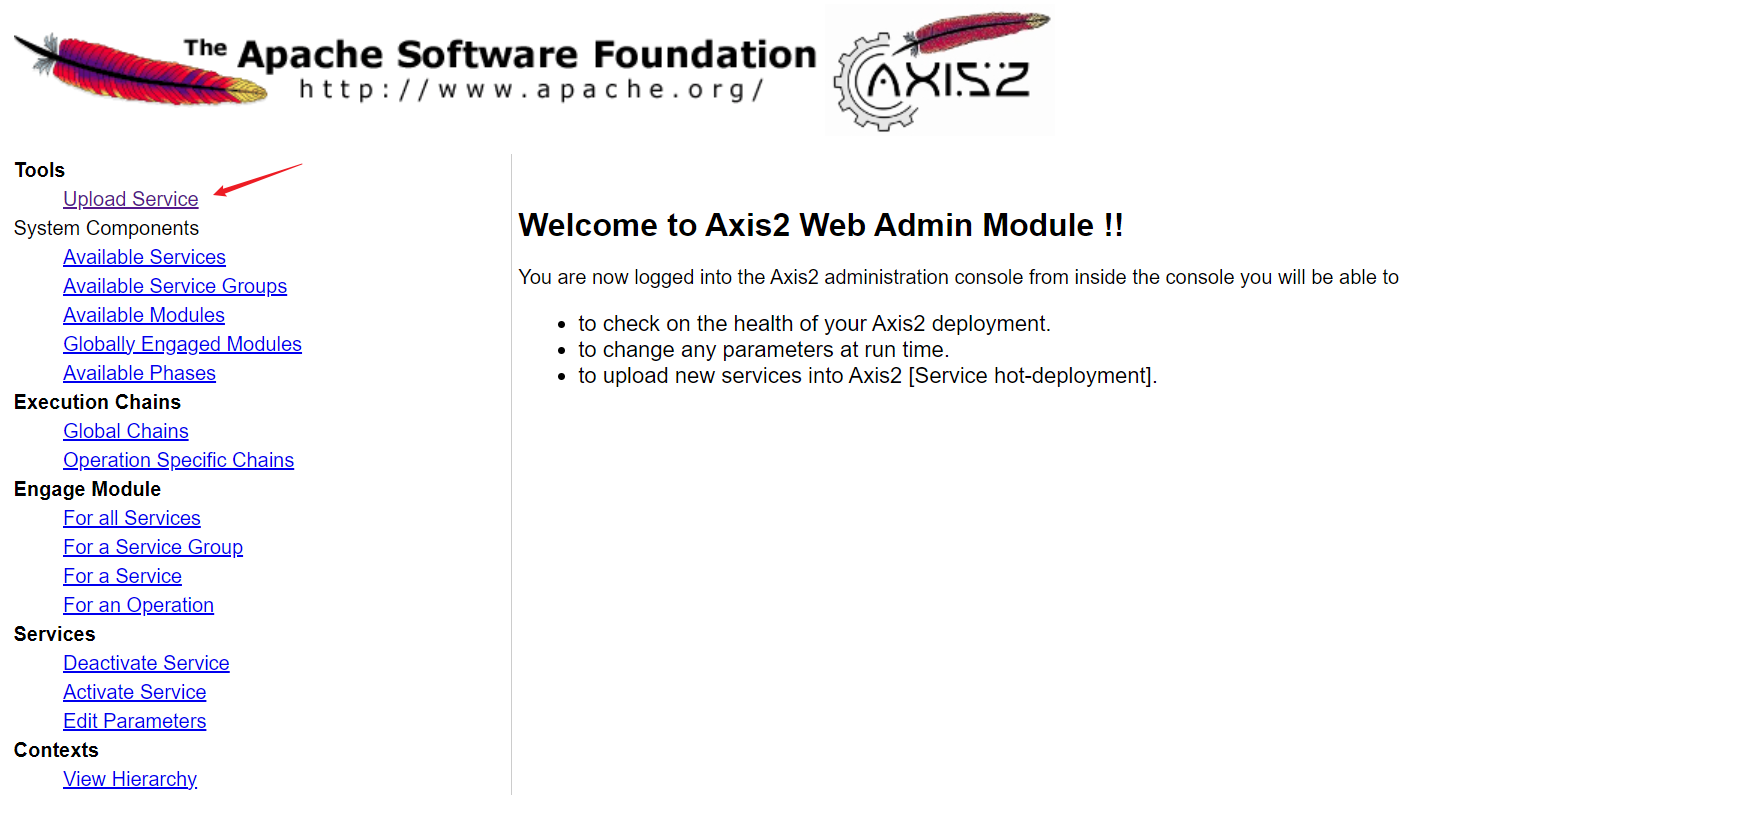 The Apache Software Foundation
http://www.apache.org/
AXIS2
Tools
Upload Service
System Components
Available Services
Available Service Groups
Available Modules
Globally Engaged Modules
Available Phases
Execution Chains
Global Chains
Operation Specific Chains
Engage Module
For all Services
For a Service Group
For a Service
For an Operation
Services
Deactivate Service
Activate Service
Edit Parameters
Contexts
View Hierarchy
Welcome to Axis2 Web Admin Module !!
You are now logged into the Axis2 administration console from inside the console you will be able to
to check on the health of your Axis2 deployment.
to change any parameters at run time.
to upload new services into Axis2 [Service hot-deployment].